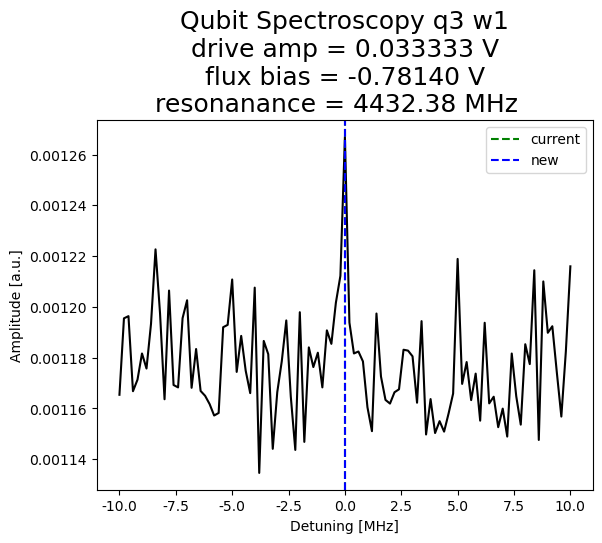 Qubit Spectroscopy q3 w1
drive amp = 0.033333 V
flux bias = -0.78140 V
resonanance = 4432.38 MHz
current
new
Amplitude [a.u.]
0.00126
0.00124
0.00122
0.00120
0.00118
0.00116
0.00114
-10.0 -7.5 -5.0 -2.5 0.0 2.5 5.0 7.5 10.0
Detuning [MHz]